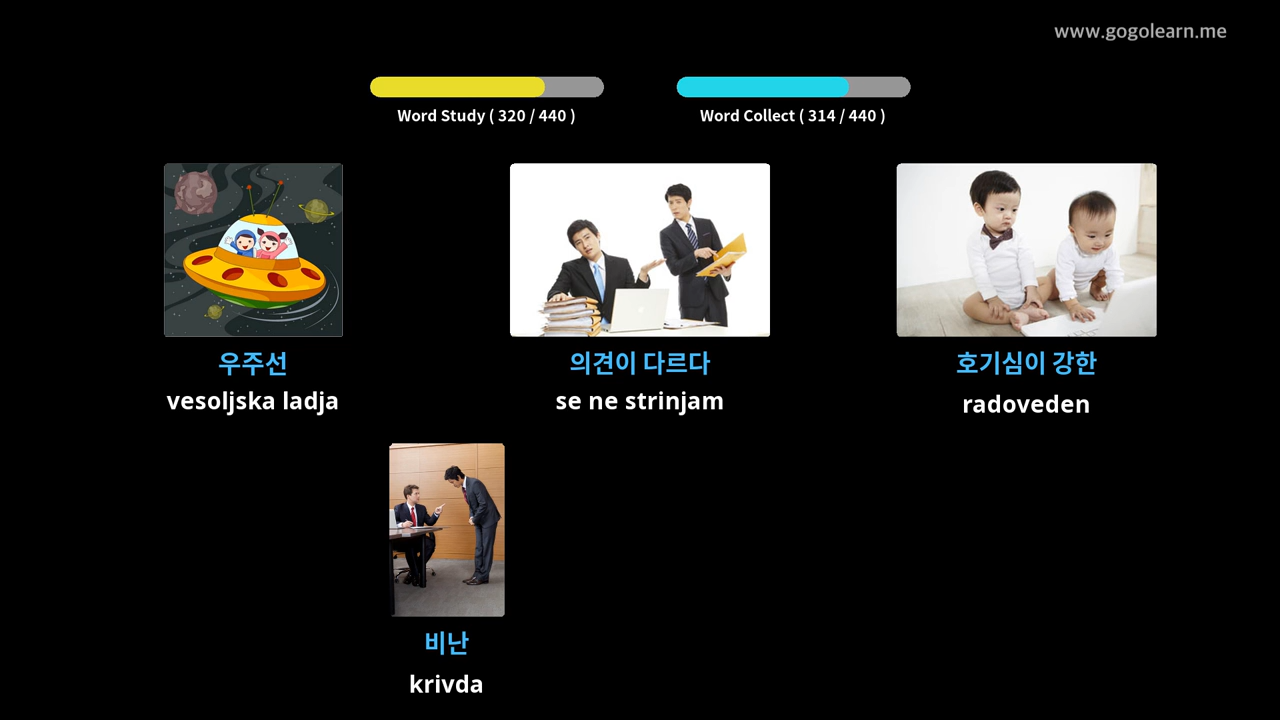 www.gogolearn.me
Word Study ( 320 / 440 )
Word Collect ( 314 / 440 )
우주선
vesoljska ladja
의견이 다르다
se ne strinjam
호기심이 강한
radoveden
비난
krivda